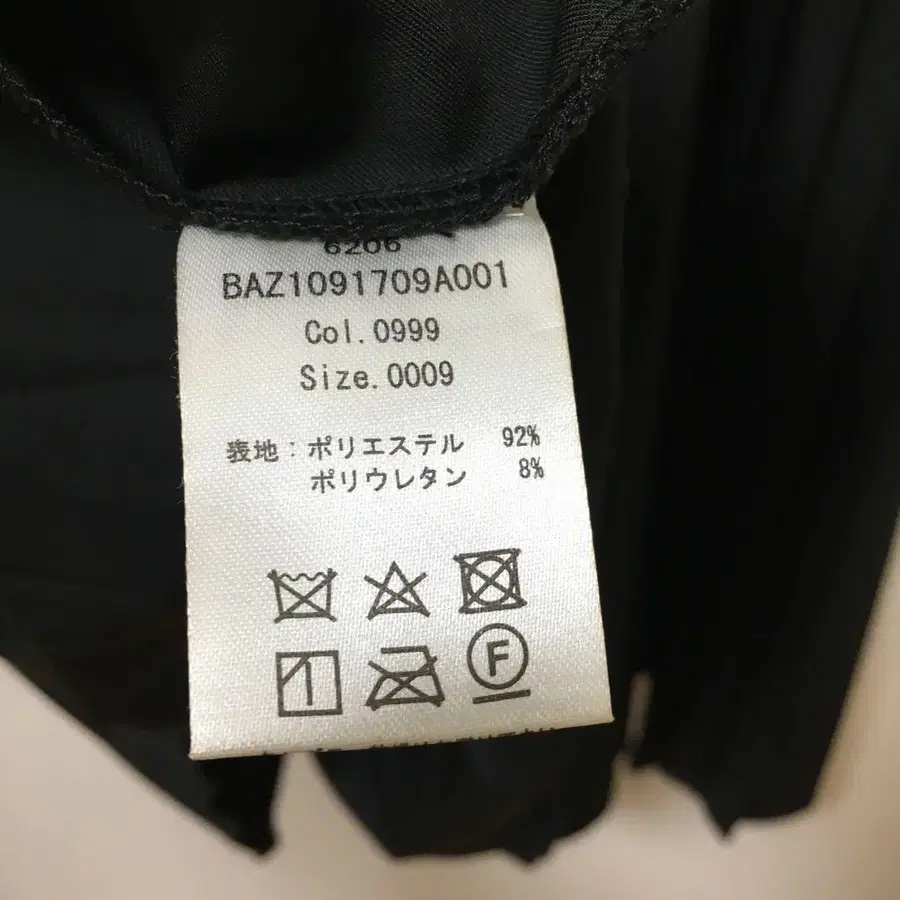 6206
BAZ1091709A001
Col.0999
Size.0009
表地：ポリエステル 92%
ポリウレタン 8%
F